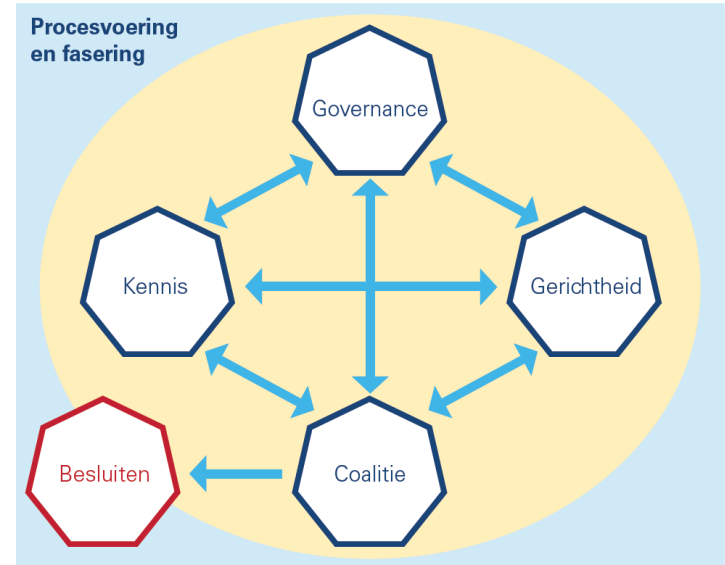 Procesvoering
en fasering
Governance
Kennis
Gerichtheid
Besluiten
Coalitie